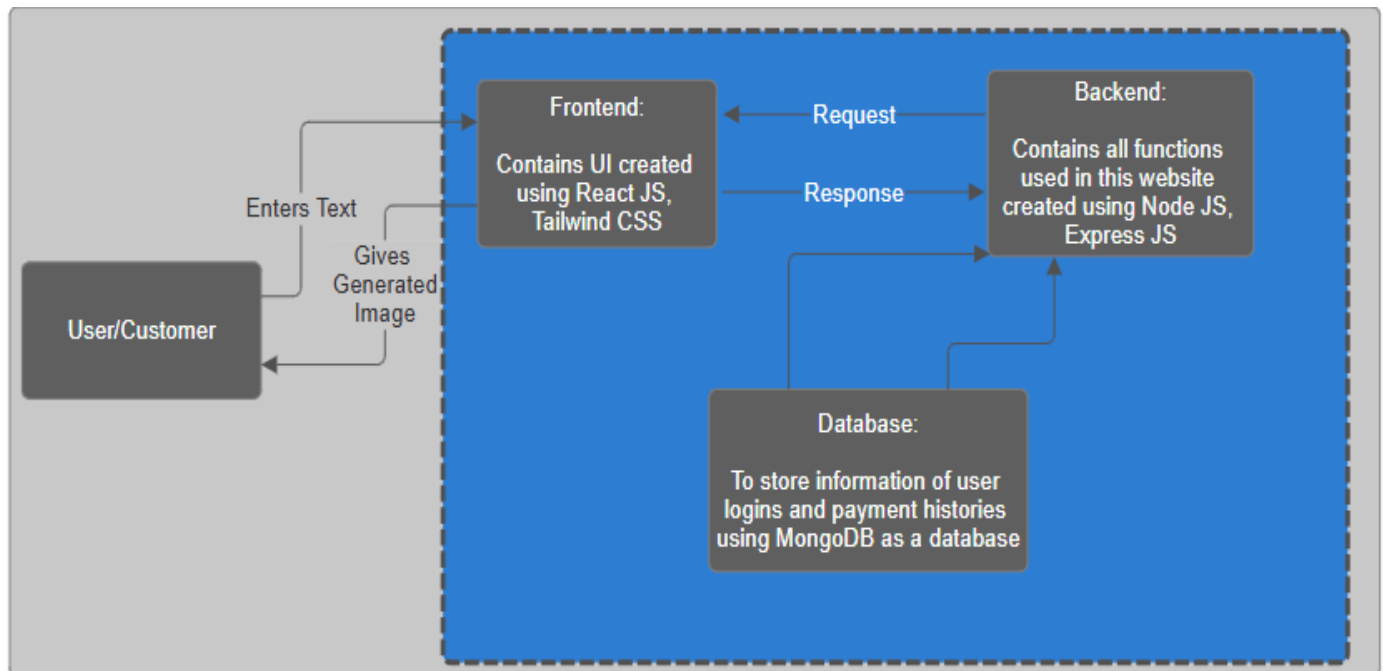 Frontend:
Contains UI created
using React JS,
Tailwind CSS
Request
Response
Backend:
Contains all functions
used in this website
created using Node JS,
Express JS
Enters Text
Gives
Generated
Image
User/Customer
Database:
To store information of user
logins and payment histories
using MongoDB as a database